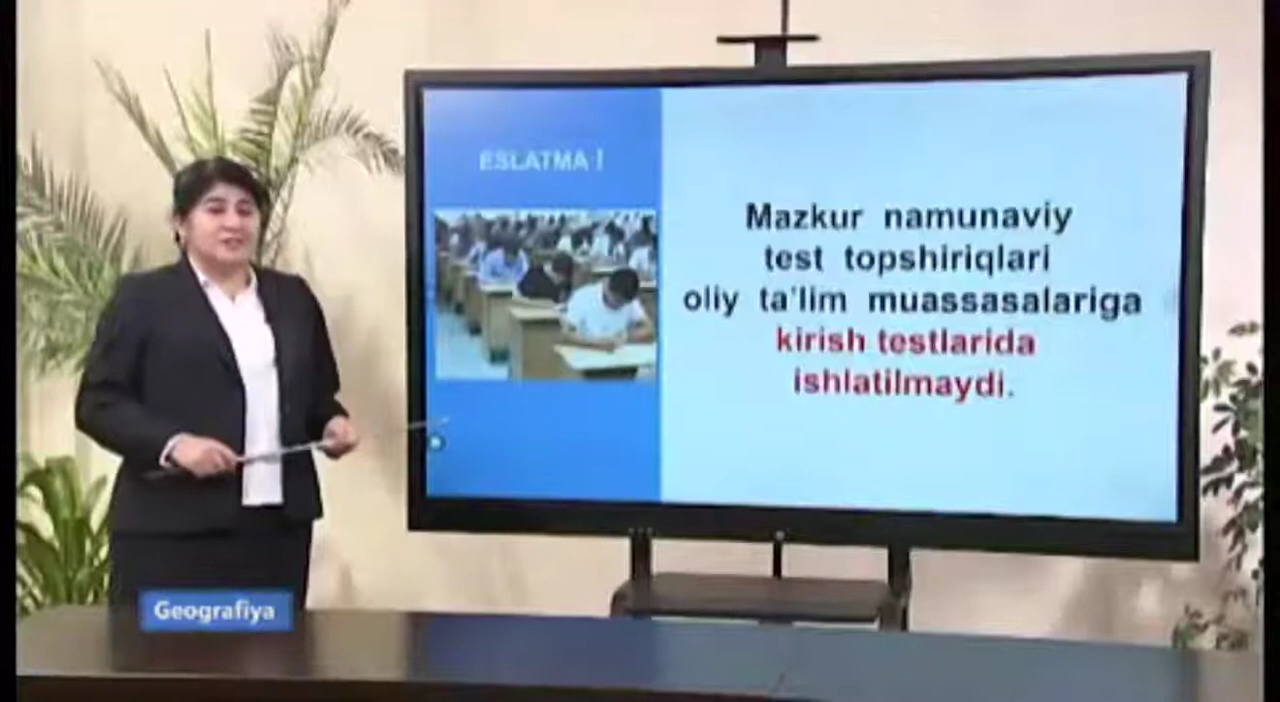 ESLATMA !
Mazkur namunaviy
test topshiriqlari
oliy ta'lim muassasalariga
kirish testlarida
ishlatilmaydi.
Geografiya